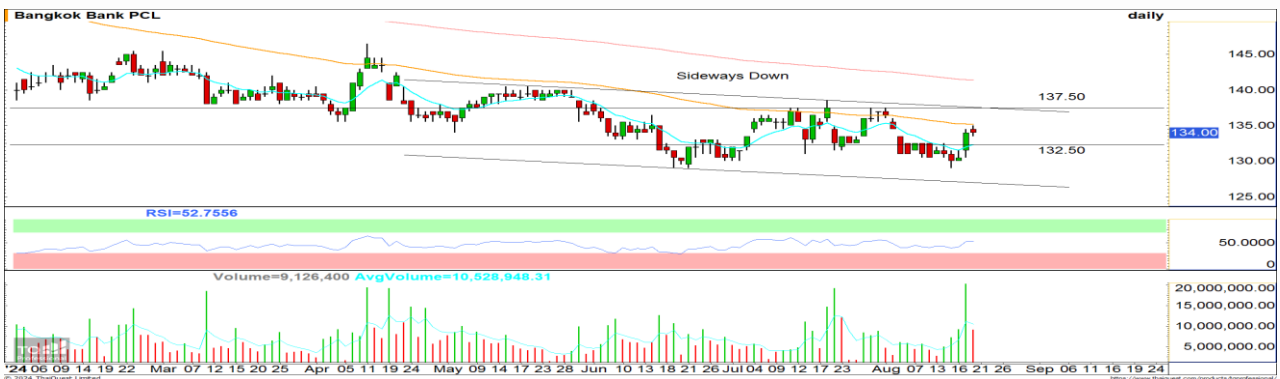 Bangkok Bank PCL daily
145.00
Sideways Down
140.00
137.50
135.00
134.00
132.50
130.00
125.00
RSI=52.7556
50.0000
0
Volume=9,126,400 AvgVolume=10,528,948.31
20,000,000.00
15,000,000.00
10,000,000.00
5,000,000.00
'24 06 09 14 19 22 Mar 07 12 15 20 25 Apr 05 11 19 24 May 09 14 17 23 28 Jun 10 13 18 21 26 Jul 04 09 12 17 23 Aug 07 13 16 21 26 Sep 06 11 16 19 24
© 2024 ThaiQuest Limited